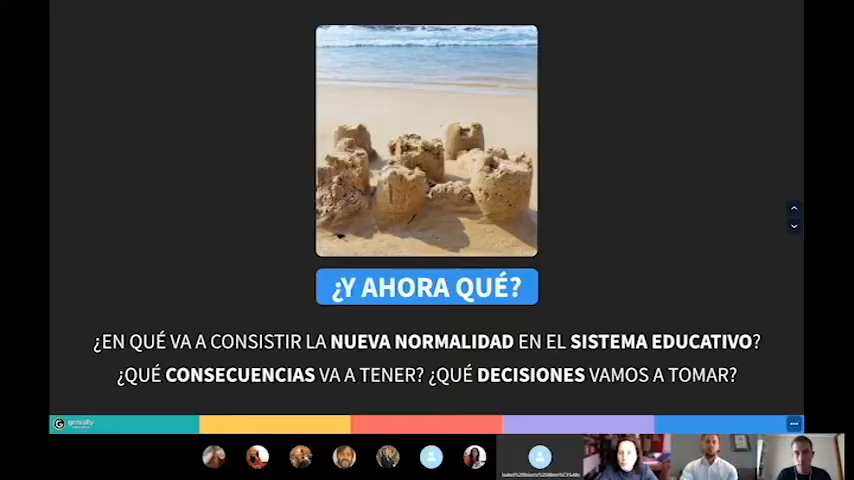 ¿Y AHORA QUÉ?
¿EN QUÉ VA A CONSISTIR LA NUEVA NORMALIDAD EN EL SISTEMA EDUCATIVO?
¿QUÉ CONSECUENCIAS VA A TENER? ¿QUÉ DECISIONES VAMOS A TOMAR?
genially